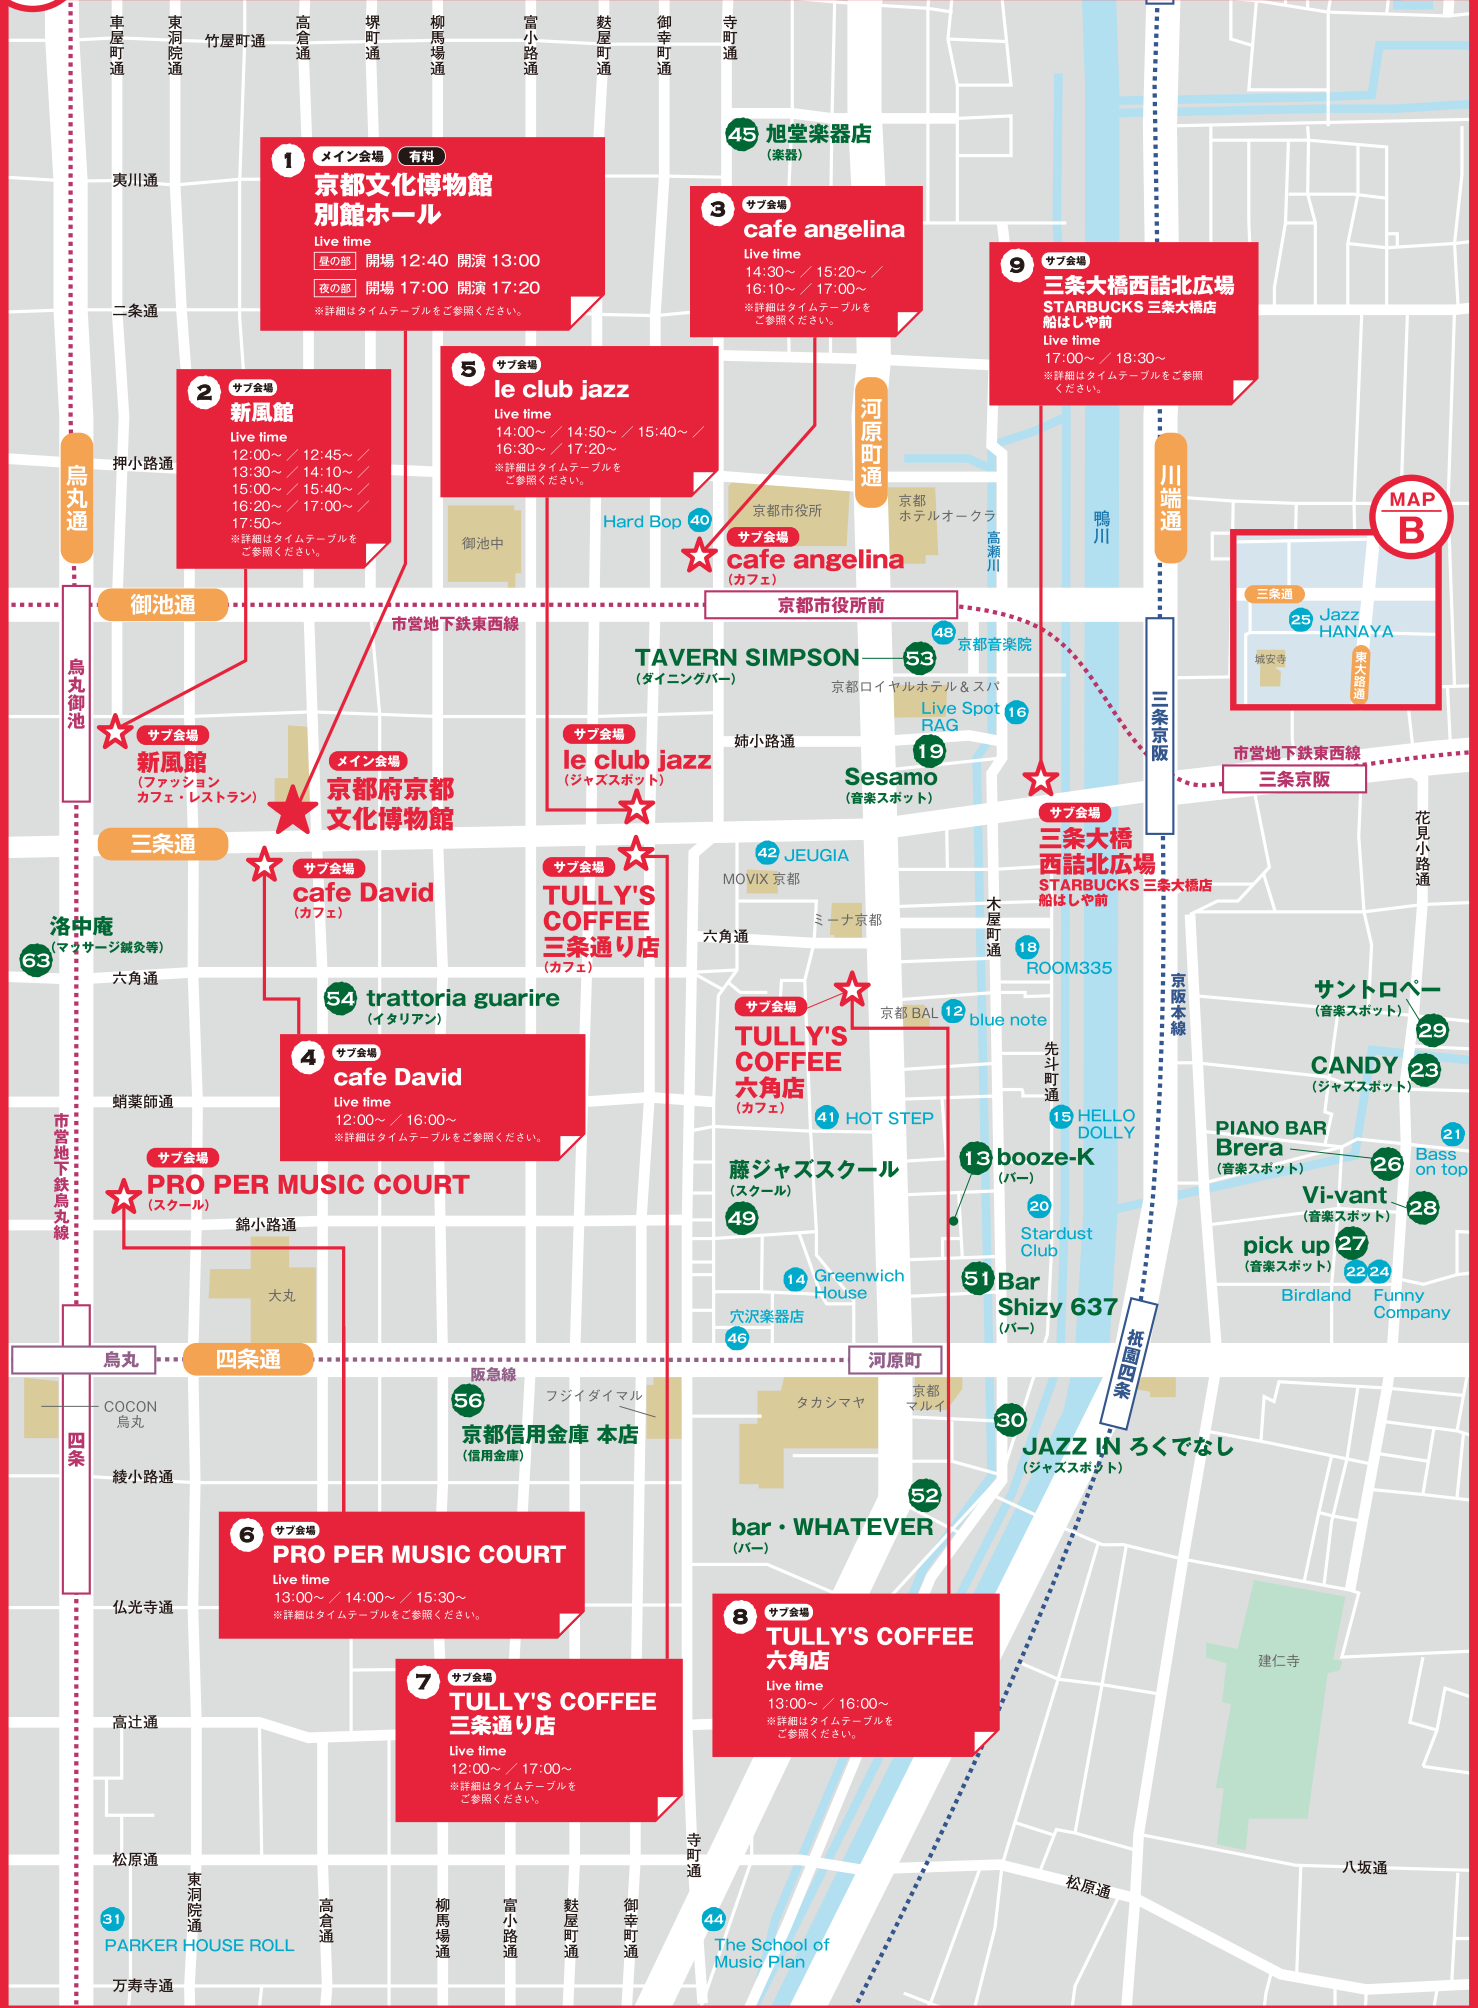 車屋町通
東洞院通
竹屋町通
高倉通
堺町通
柳馬場通
富小路通
麩屋町通
御幸町通
寺町通
夷川通
二条通
押小路通
烏丸通
1
メイン会場
有料
京都文化博物館
別館ホール
Live time
昼の部 開場 12:40 開演 13:00
夜の部 開場 17:00 開演 17:20
※詳細はタイムテーブルをご参照ください。
45 旭堂楽器店
(楽器)
3
サブ会場
cafe angelina
Live time
14:30〜 ／ 15:20〜 ／
16:10〜 ／ 17:00〜
※詳細はタイムテーブルを
ご参照ください。
9
サブ会場
三条大橋西詰北広場
STARBUCKS 三条大橋店
船はしや前
Live time
17:00〜 ／ 18:30〜
※詳細はタイムテーブルをご参照
ください。
2
サブ会場
新風館
Live time
12:00〜 ／ 12:45〜 ／
13:30〜 ／ 14:10〜 ／
15:00〜 ／ 15:40〜 ／
16:20〜 ／ 17:00〜 ／
17:50〜
※詳細はタイムテーブルを
ご参照ください。
5
サブ会場
le club jazz
Live time
14:00〜 ／ 14:50〜 ／ 15:40〜 ／
16:30〜 ／ 17:20〜
※詳細はタイムテーブルを
ご参照ください。
河原町通
川端通
MAP
B
三条通
25 Jazz
HANAYA
城安寺
東大路通
御池中
Hard Bop 40
京都市役所
京都
ホテルオークラ
高瀬川
鴨川
サブ会場
cafe angelina
(カフェ)
御池通
市営地下鉄東西線
京都市役所前
烏丸御池
三条京阪
48 京都音楽院
TAVERN SIMPSON 53
(ダイニングバー)
京都ロイヤルホテル＆スパ
Live Spot
RAG
16
19
Sesamo
(音楽スポット)
姉小路通
サブ会場
新風館
(ファッション
カフェ・レストラン)
メイン会場
京都府京都
文化博物館
サブ会場
le club jazz
(ジャズスポット)
市営地下鉄東西線
三条京阪
三条通
サブ会場
cafe David
(カフェ)
サブ会場
TULLY'S
COFFEE
三条通り店
(カフェ)
42 JEUGIA
MOVIX 京都
ミーナ京都
六角通
サブ会場
三条大橋
西詰北広場
STARBUCKS 三条大橋店
船はしや前
木屋町通
花見小路通
18
ROOM335
洛中庵
(マッサージ鍼灸等)
63
六角通
54 trattoria guarire
(イタリアン)
サブ会場
TULLY'S
COFFEE
六角店
(カフェ)
京都 BAL
12 blue note
京阪本線
サントロペー
(音楽スポット)
29
CANDY 23
(ジャズスポット)
4
サブ会場
cafe David
Live time
12:00〜 ／ 16:00〜
※詳細はタイムテーブルをご参照ください。
先斗町通
蛸薬師通
市営地下鉄烏丸線
41 HOT STEP
15 HELLO
DOLLY
PIANO BAR
Brera
(音楽スポット)
26
21
Bass
on top
サブ会場
PRO PER MUSIC COURT
(スクール)
錦小路通
藤ジャズスクール
(スクール)
49
13 booze-K
(バー)
20
Stardust
Club
Vi-vant
(音楽スポット)
28
pick up 27
(音楽スポット)
22 24
Birdland
Funny
Company
大丸
14 Greenwich
House
穴沢楽器店
46
51 Bar
Shizy 637
(バー)
祇園四条
烏丸
四条通
阪急線
河原町
COCON
烏丸
四条
56
京都信用金庫 本店
(信用金庫)
フジイダイマル
タカシマヤ
京都
マルイ
30
JAZZ IN ろくでなし
(ジャズスポット)
綾小路通
52
bar・WHATEVER
(バー)
6
サブ会場
PRO PER MUSIC COURT
Live time
13:00〜 ／ 14:00〜 ／ 15:30〜
※詳細はタイムテーブルをご参照ください。
仏光寺通
8
サブ会場
TULLY'S COFFEE
六角店
Live time
13:00〜 ／ 16:00〜
※詳細はタイムテーブルを
ご参照ください。
建仁寺
7
サブ会場
TULLY'S COFFEE
三条通り店
Live time
12:00〜 ／ 17:00〜
※詳細はタイムテーブルを
ご参照ください。
高辻通
松原通
寺町通
八坂通
松原通
東洞院通
高倉通
柳馬場通
富小路通
麩屋町通
御幸町通
31
PARKER HOUSE ROLL
44
The School of
Music Plan
万寿寺通